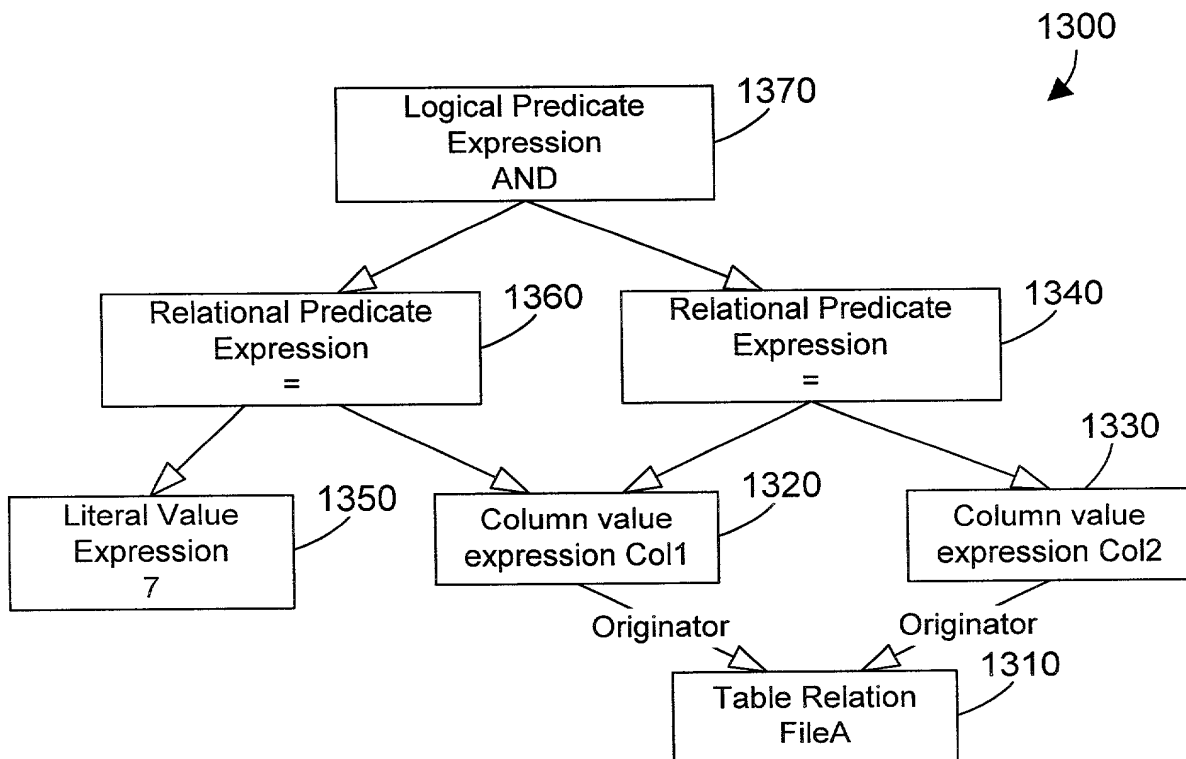 1300
Logical Predicate
Expression
AND
1370
Relational Predicate
Expression
=
1360
Relational Predicate
Expression
=
1340
Literal Value
Expression
7
1350
Column value
expression Col1
1320
Column value
expression Col2
1330
Originator
Originator
Table Relation
FileA
1310